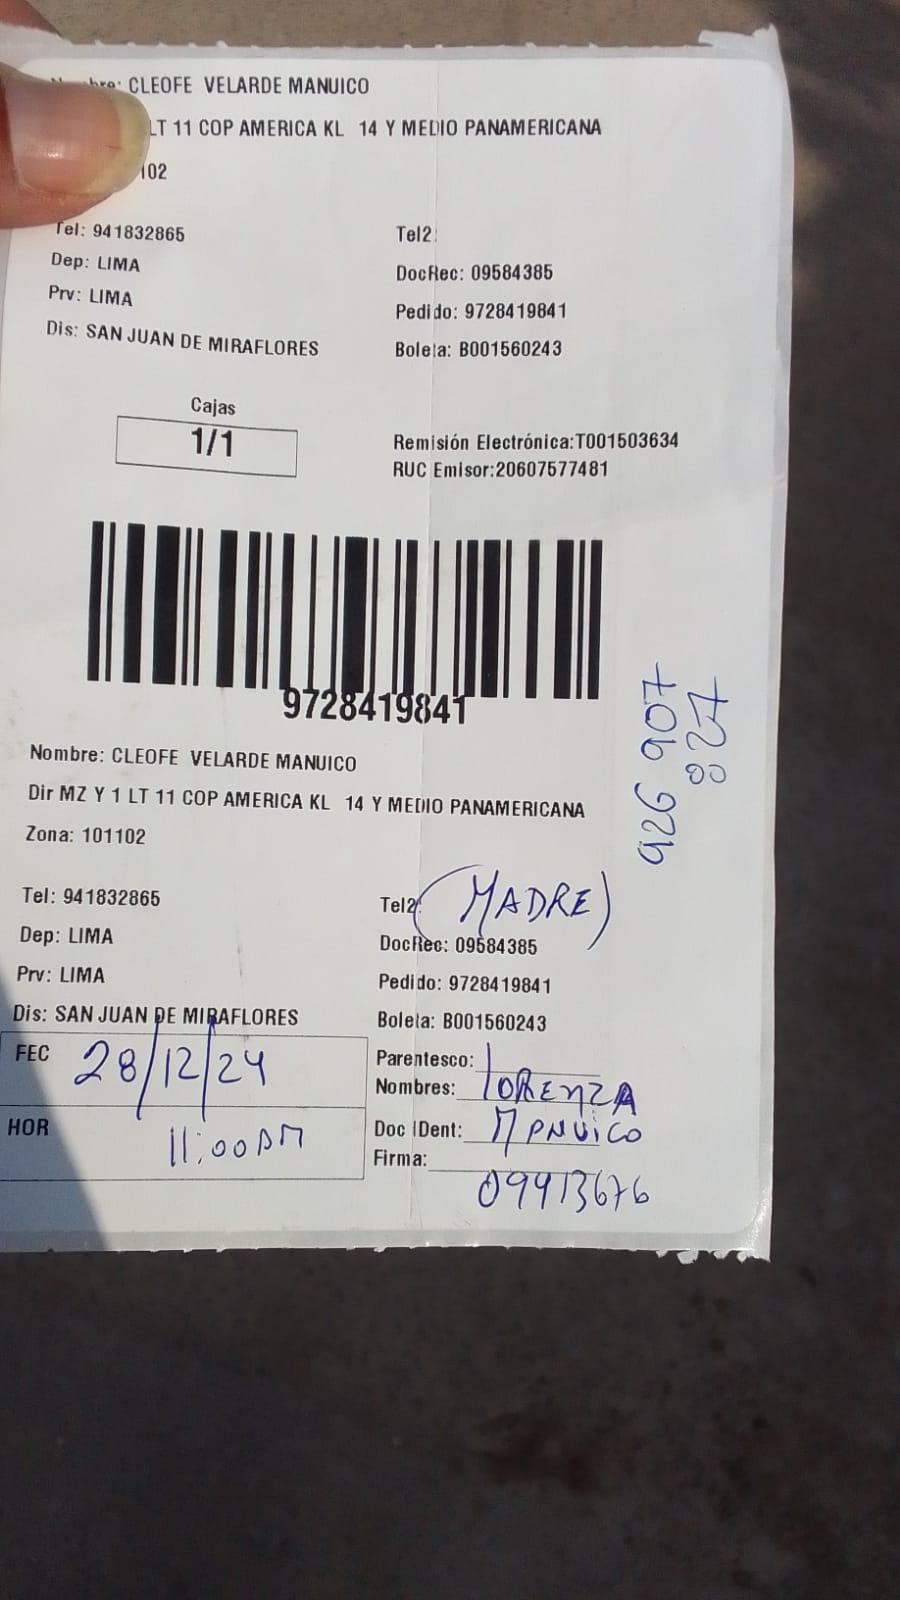 Nombre: CLEOFE VELARDE MANUICO
LT 11 COP AMERICA KL 14 Y MEDIO PANAMERICANA
102
Tel: 941832865
Tel2:
Dep: LIMA
DocRec: 09584385
Prv: LIMA
Pedido: 9728419841
Dis: SAN JUAN DE MIRAFLORES
Boleta: B001560243
Cajas
1/1
Remisión Electrónica:T001503634
RUC Emisor:20607577481
9728419841
926 907
827
Nombre: CLEOFE VELARDE MANUICO
Dir MZ Y 1 LT 11 COP AMERICA KL 14 Y MEDIO PANAMERICANA
Zona: 101102
Tel: 941832865
Tel2: (MADRE)
Dep: LIMA
DocRec: 09584385
Prv: LIMA
Pedido: 9728419841
Dis: SAN JUAN DE MIRAFLORES
Boleta: B001560243
FEC 28/12/24
Parentesco:
Nombres: LORENZA
HOR 11:00AM
Doc IDent: MANUICO
Firma:
09413676